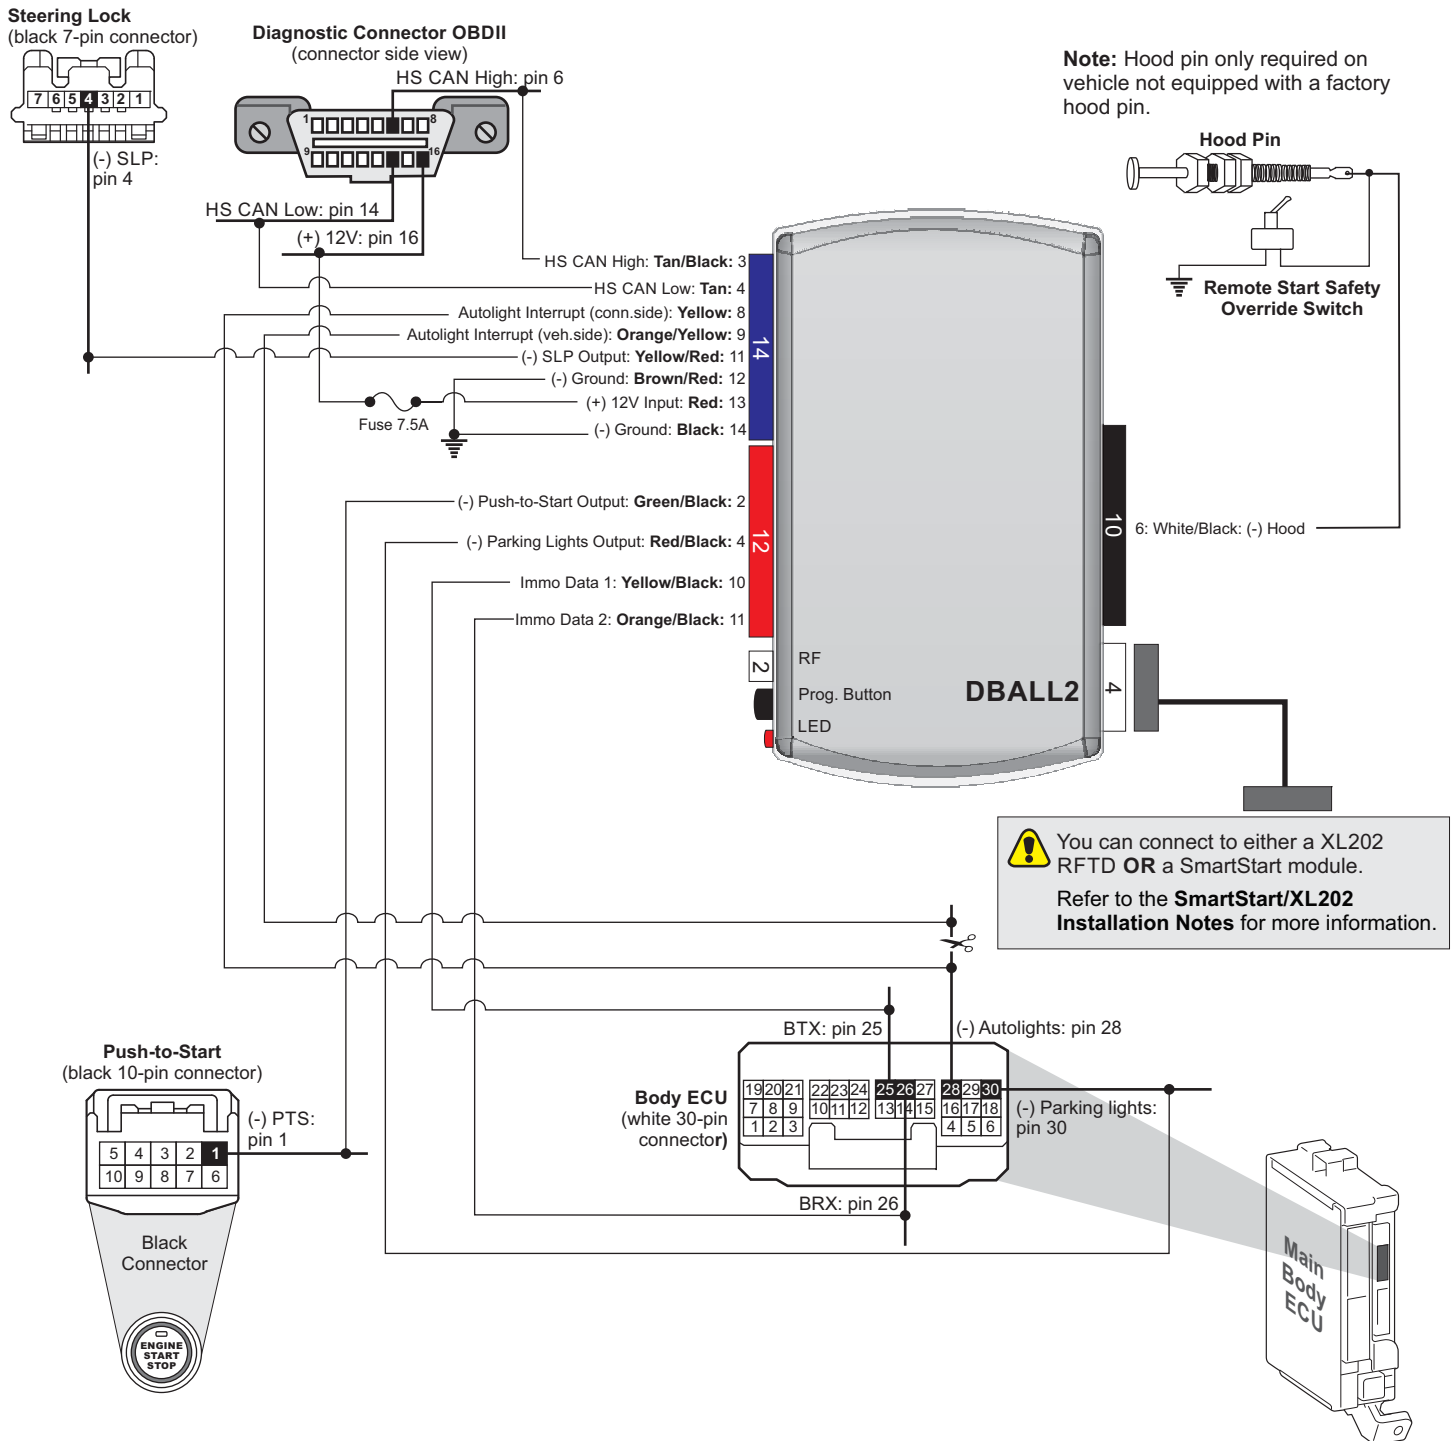 Steering Lock
(black 7-pin connector)
7 6 5 4 3 2 1
(-) SLP:
pin 4
Diagnostic Connector OBDII
(connector side view)
HS CAN High: pin 6
1 8
9 16
HS CAN Low: pin 14
(+) 12V: pin 16
Note: Hood pin only required on
vehicle not equipped with a factory
hood pin.
Hood Pin
Remote Start Safety
Override Switch
HS CAN High: Tan/Black: 3
HS CAN Low: Tan: 4
Autolight Interrupt (conn.side): Yellow: 8
Autolight Interrupt (veh.side): Orange/Yellow: 9
(-) SLP Output: Yellow/Red: 11
(-) Ground: Brown/Red: 12
(+) 12V Input: Red: 13
Fuse 7.5A
(-) Ground: Black: 14
14
(-) Push-to-Start Output: Green/Black: 2
(-) Parking Lights Output: Red/Black: 4
Immo Data 1: Yellow/Black: 10
Immo Data 2: Orange/Black: 11
12
10
6: White/Black: (-) Hood
2
RF
Prog. Button
LED
DBALL2
4
You can connect to either a XL202
RFTD OR a SmartStart module.
Refer to the SmartStart/XL202
Installation Notes for more information.
BTX: pin 25
(-) Autolights: pin 28
Body ECU
(white 30-pin
connector)
19 20 21 22 23 24 25 26 27 28 29 30
7 8 9 10 11 12 13 14 15 16 17 18
1 2 3 4 5 6
(-) Parking lights:
pin 30
BRX: pin 26
Push-to-Start
(black 10-pin connector)
(-) PTS:
pin 1
5 4 3 2 1
10 9 8 7 6
Black
Connector
ENGINE
START
STOP
Main
Body
ECU